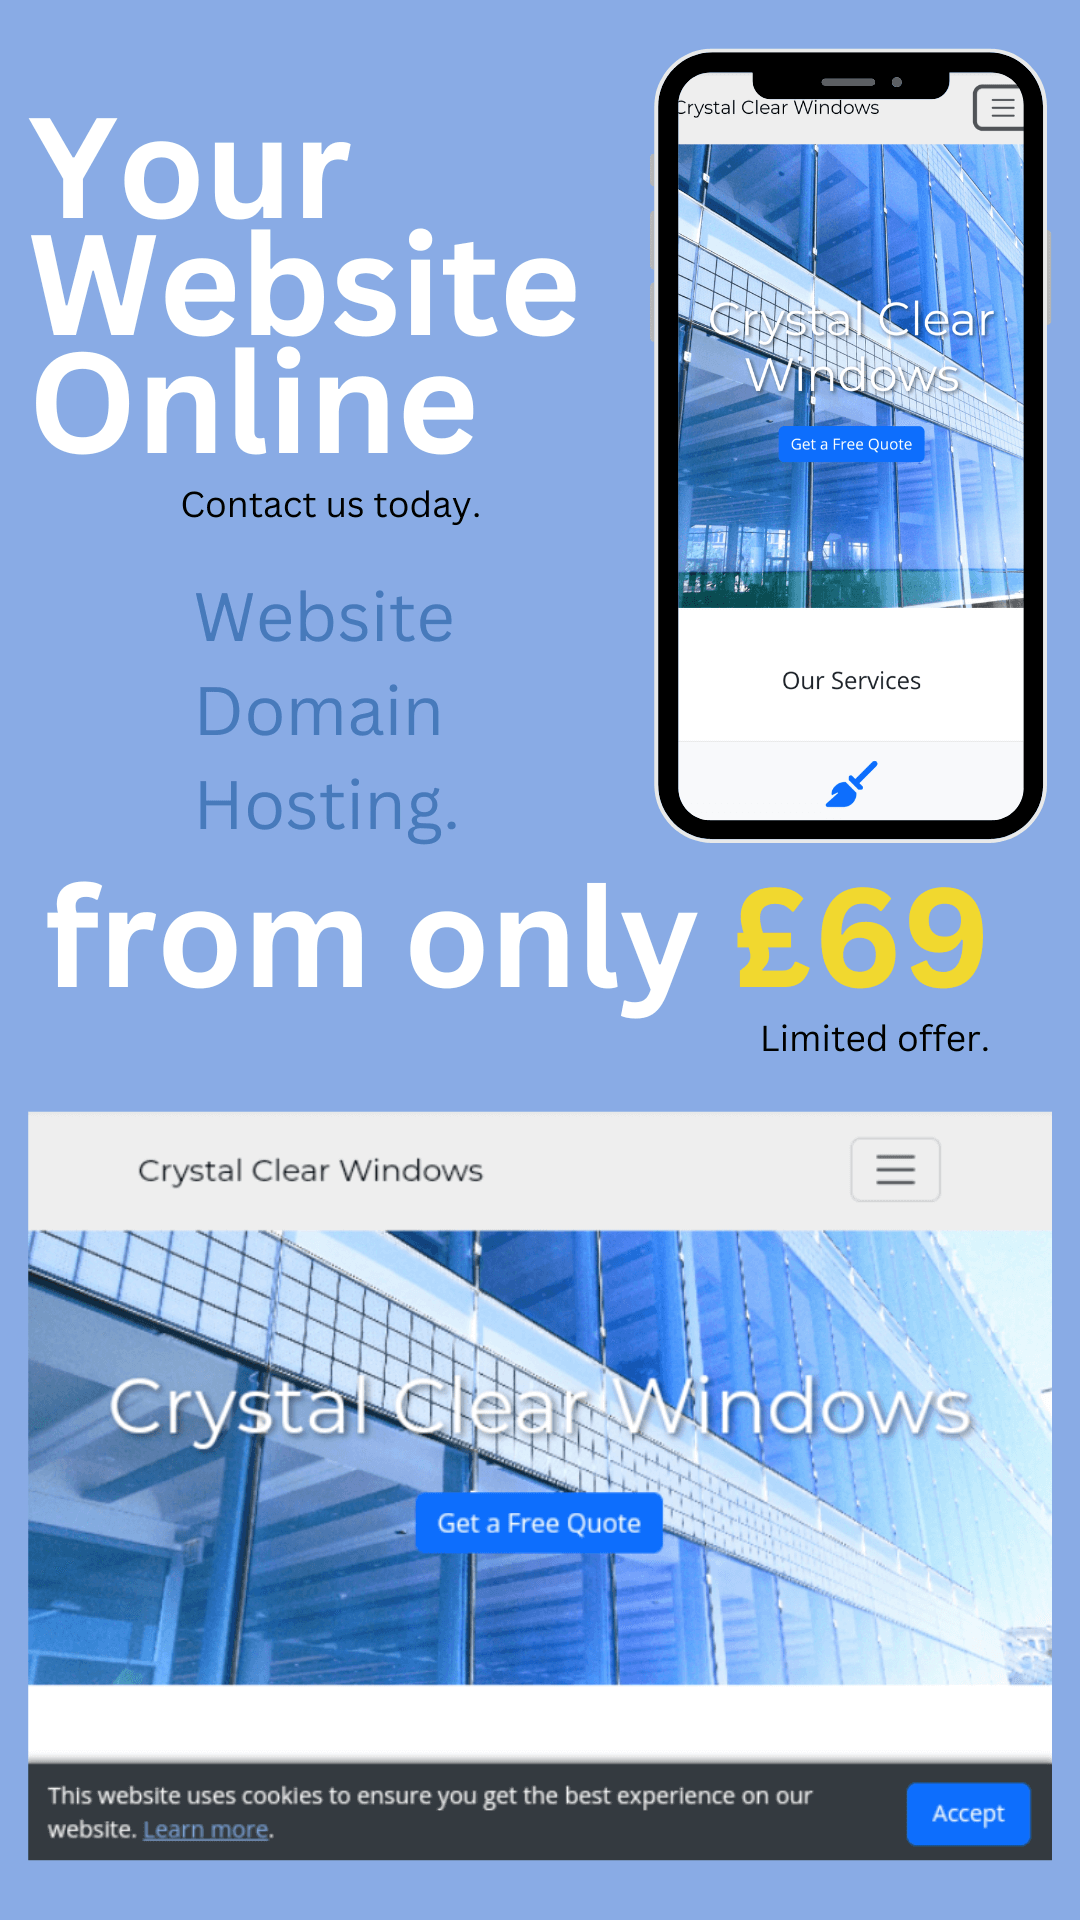 Your
Website
Online
Contact us today.
Website
Domain
Hosting.
Crystal Clear Windows
Crystal Clear
Windows
Get a Free Quote
Our Services
from only £69
Limited offer.
Crystal Clear Windows
Crystal Clear Windows
Get a Free Quote
This website uses cookies to ensure you get the best experience on our
website. Learn more.
Accept